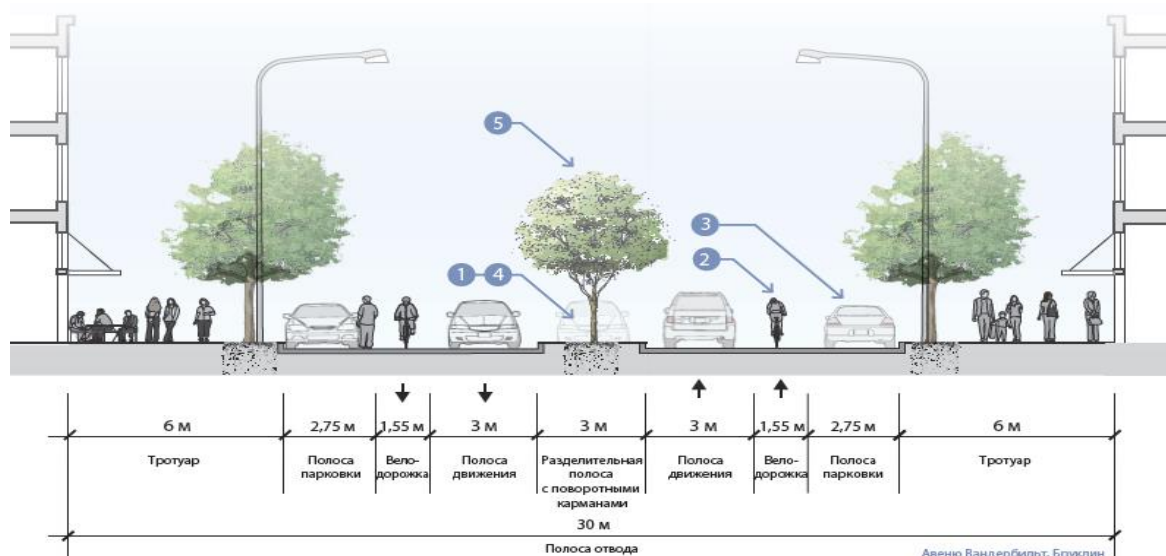 5
3
2
1
4
6 м
2,75 м
1,55 м
3 м
3 м
3 м
1,55 м
2,75 м
6 м
Тротуар
Полоса
парковки
Вело-
дорожка
Полоса
движения
Разделительная
полоса
с поворотными
карманами
Полоса
движения
Вело-
дорожка
Полоса
парковки
Тротуар
30 м
Полоса отвода
Авеню Вандербильт, Бруклин